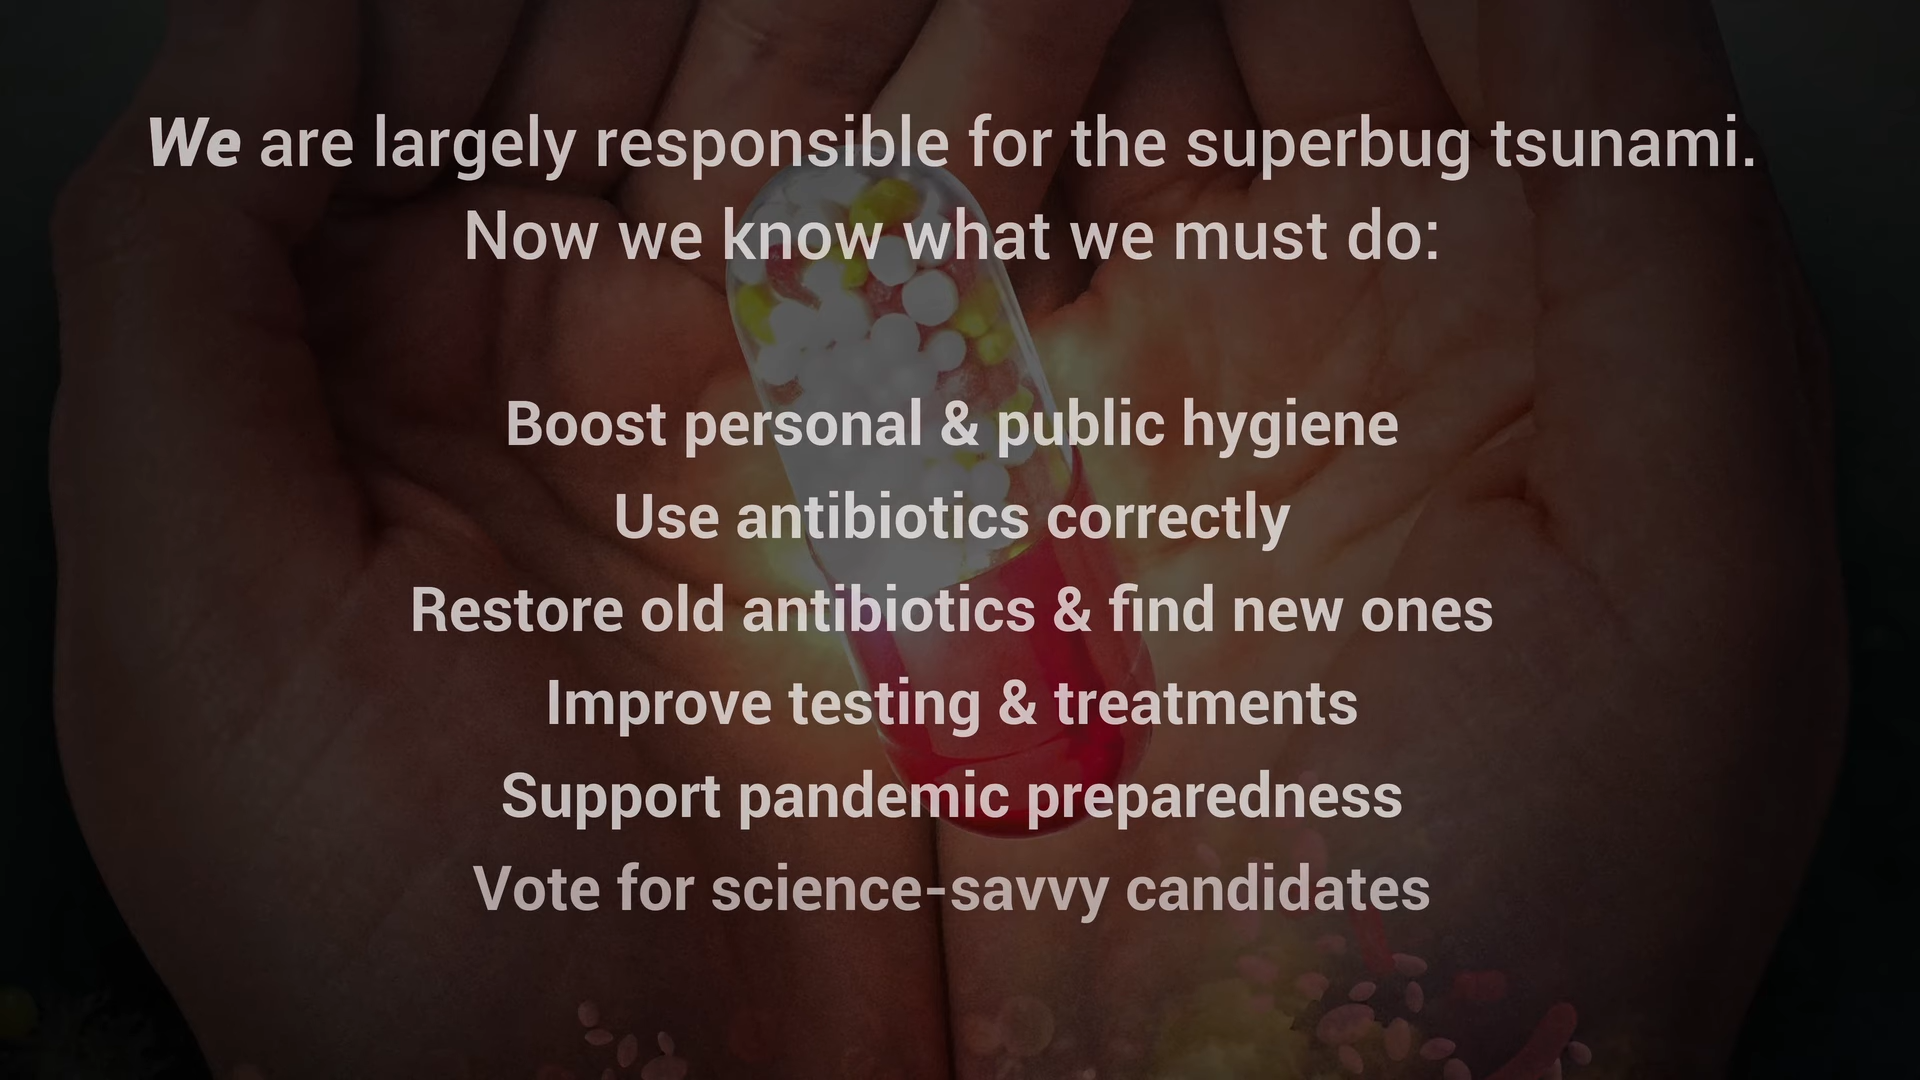 We are largely responsible for the superbug tsunami.
Now we know what we must do:
Boost personal & public hygiene
Use antibiotics correctly
Restore old antibiotics & find new ones
Improve testing & treatments
Support pandemic preparedness
Vote for science-savvy candidates